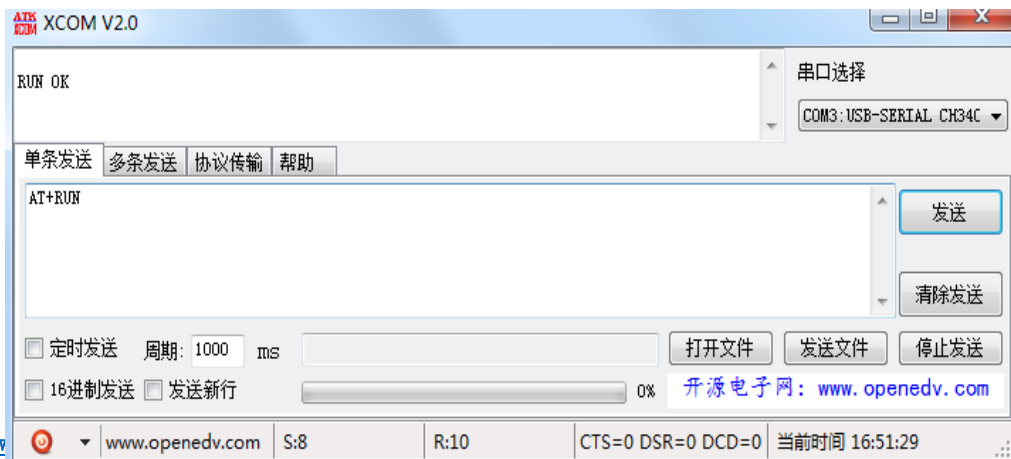 ATK XCOM XCOM V2.0
RUN OK
串口选择
COM3:USB-SERIAL CH340
单条发送 多条发送 协议传输 帮助
AT+RUN
发送
清除发送
定时发送 周期: 1000 ms 打开文件 发送文件 停止发送
16进制发送 发送新行 0% 开源电子网: www.openedv.com
www.openedv.com S:8 R:10 CTS=0 DSR=0 DCD=0 当前时间 16:51:29